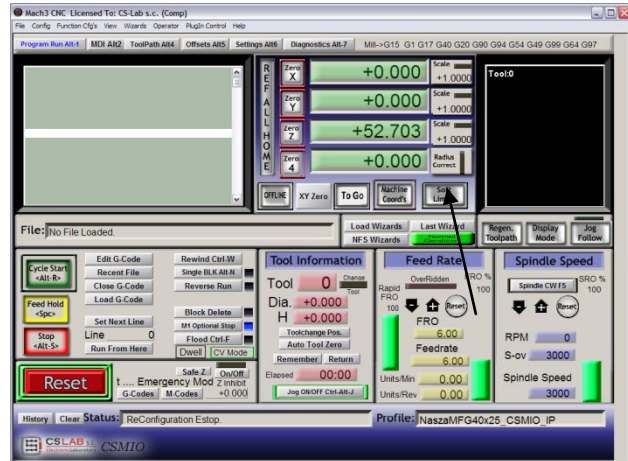 Mach3 CNC Licensed To: CS-Lab s.c. (Comp)
File Config Function Cfg's View Wizards Operator PlugIn Control Help
Program Run Alt-1 MDI Alt2 ToolPath Alt4 Offsets Alt5 Settings Alt6 Diagnostics Alt-7 Mill->G15 G1 G17 G40 G20 G90 G94 G54 G49 G99 G64 G97
REF ALL HOME
Zero X +0.000 Scale +1.0000
Zero Y +0.000 Scale +1.0000
Zero Z +52.703 Scale +1.0000
Zero 4 +0.000 Radius Correct
Tool:0
OFFLINE XY Zero To Go Machine Coord's Soft
File: No File Loaded.
Load Wizards Last Wizard
NFS Wizards
Regen. Toolpath Display Mode Jog Follow
Cycle Start <Alt-R>
Feed Hold <Spc>
Stop <Alt-S>
Edit G-Code Rewind Ctrl-W
Recent File Single BLK Alt-N
Close G-Code Reverse Run
Load G-Code
Block Delete
Set Next Line M1 Optional Stop
Line 0 Flood Ctrl-F
Run From Here Dwell CV Mode
Reset
t .... Emergency Mod
Safe Z On/Off
Z Inhibit
G-Codes M-Codes +0.000
Tool Information
Tool 0 Change Tool
Dia. +0.000
H +0.000
Toolchange Pos.
Auto Tool Zero
Remember Return
Elapsed 00:00
Jog ON/OFF Ctrl-Alt-J
Feed Rate
OverRidden FRO %
Rapid FRO 100
100 Reset
FRO
6.00
Feedrate
6.00
Units/Min 0.00
Units/Rev 0.00
Spindle Speed
Spindle CW F5 SRO %
100
Reset
RPM 0
S-ov 3000
Spindle Speed
3000
History Clear Status: ReConfiguration Estop. Profile: NaszaMFG40x25_CSMIO_IP
CSLAB s.c. CSMIO